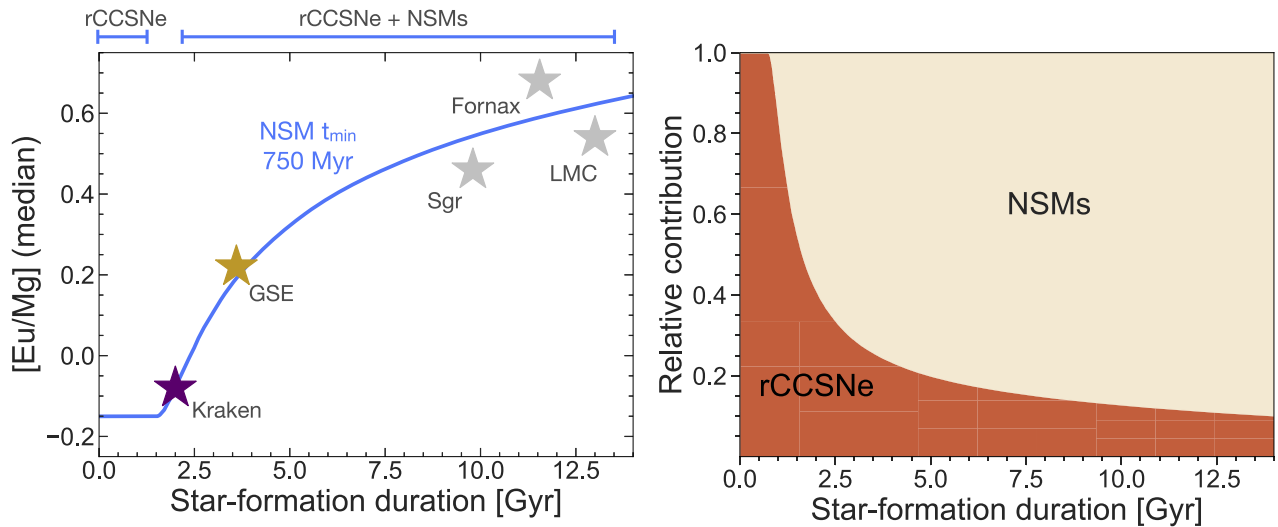 rCCSNe
rCCSNe + NSMs
[Eu/Mg] (median)
0.6
0.4
0.2
0.0
−0.2
NSM tmin
750 Myr
Fornax
LMC
Sgr
GSE
Kraken
0.0 2.5 5.0 7.5 10.0 12.5
Star-formation duration [Gyr]
Relative contribution
1.0
0.8
0.6
0.4
0.2
NSMs
rCCSNe
0.0 2.5 5.0 7.5 10.0 12.5
Star-formation duration [Gyr]